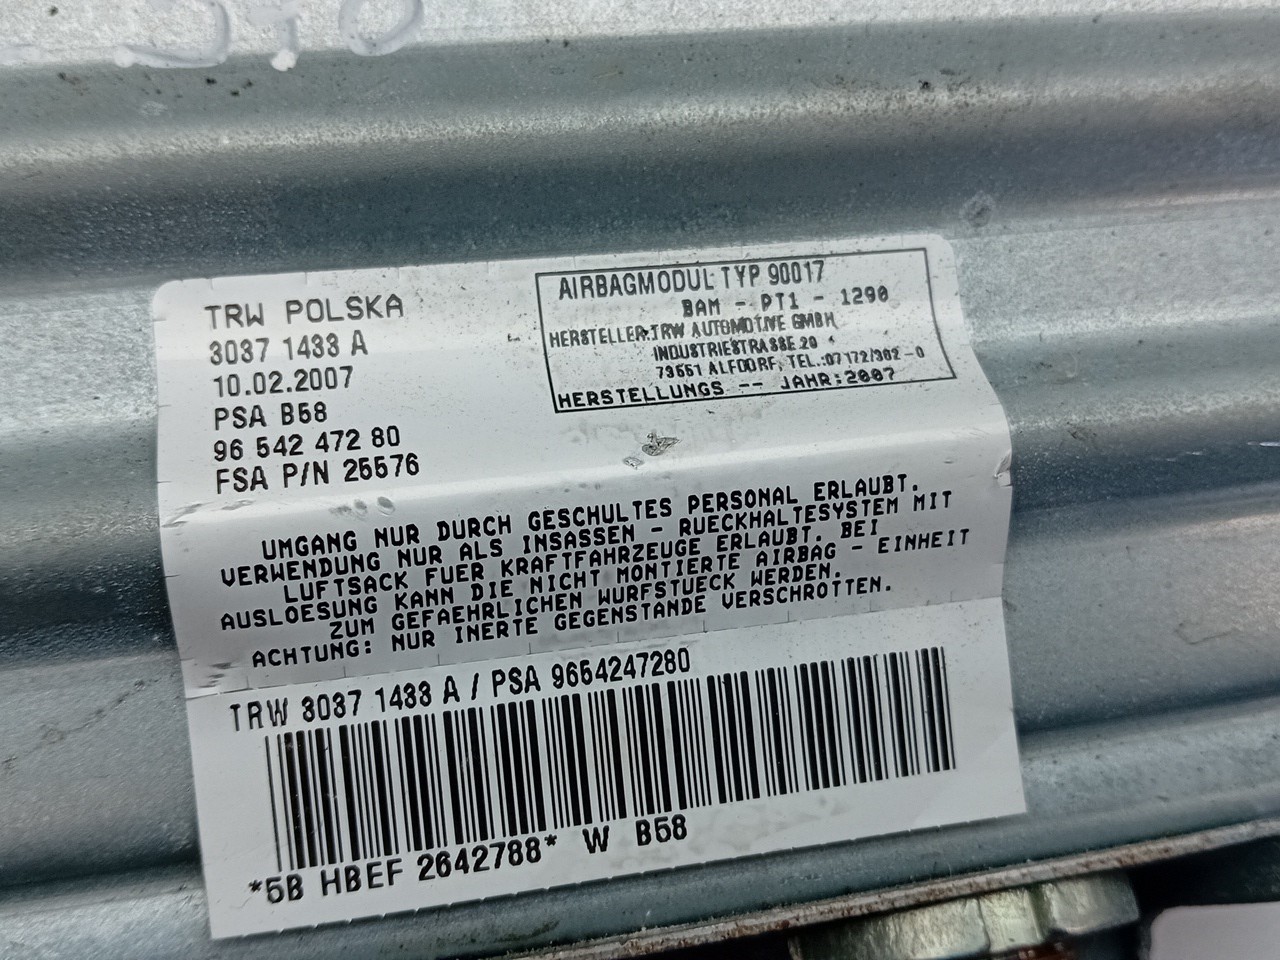 TRW POLSKA
3037 1433 A
10.02.2007
PSA B58
96 542 472 80
FSA P/N 25576
AIRBAGMODUL TYP 90017
BAM - PT1 - 1290
HERSTELLER:TRW AUTOMOTIVE GMBH
INDUSTRIESTRASSE 20
73551 ALFDORF, TEL.:07172/302-0
HERSTELLUNGS -- JAHR:2007
UMGANG NUR DURCH GESCHULTES PERSONAL ERLAUBT.
VERWENDUNG NUR ALS INSASSEN - RUECKHALTESYSTEM MIT
LUFTSACK FUER KRAFTFAHRZEUGE ERLAUBT. BEI
AUSLOESUNG KANN DIE NICHT MONTIERTE AIRBAG - EINHEIT
ZUM GEFAEHRLICHEN WURFSTUECK WERDEN.
ACHTUNG: NUR INERTE GEGENSTANDE VERSCHROTTEN.
TRW 3037 1433 A / PSA 9654247280
*5B HBEF 2642788* W B58